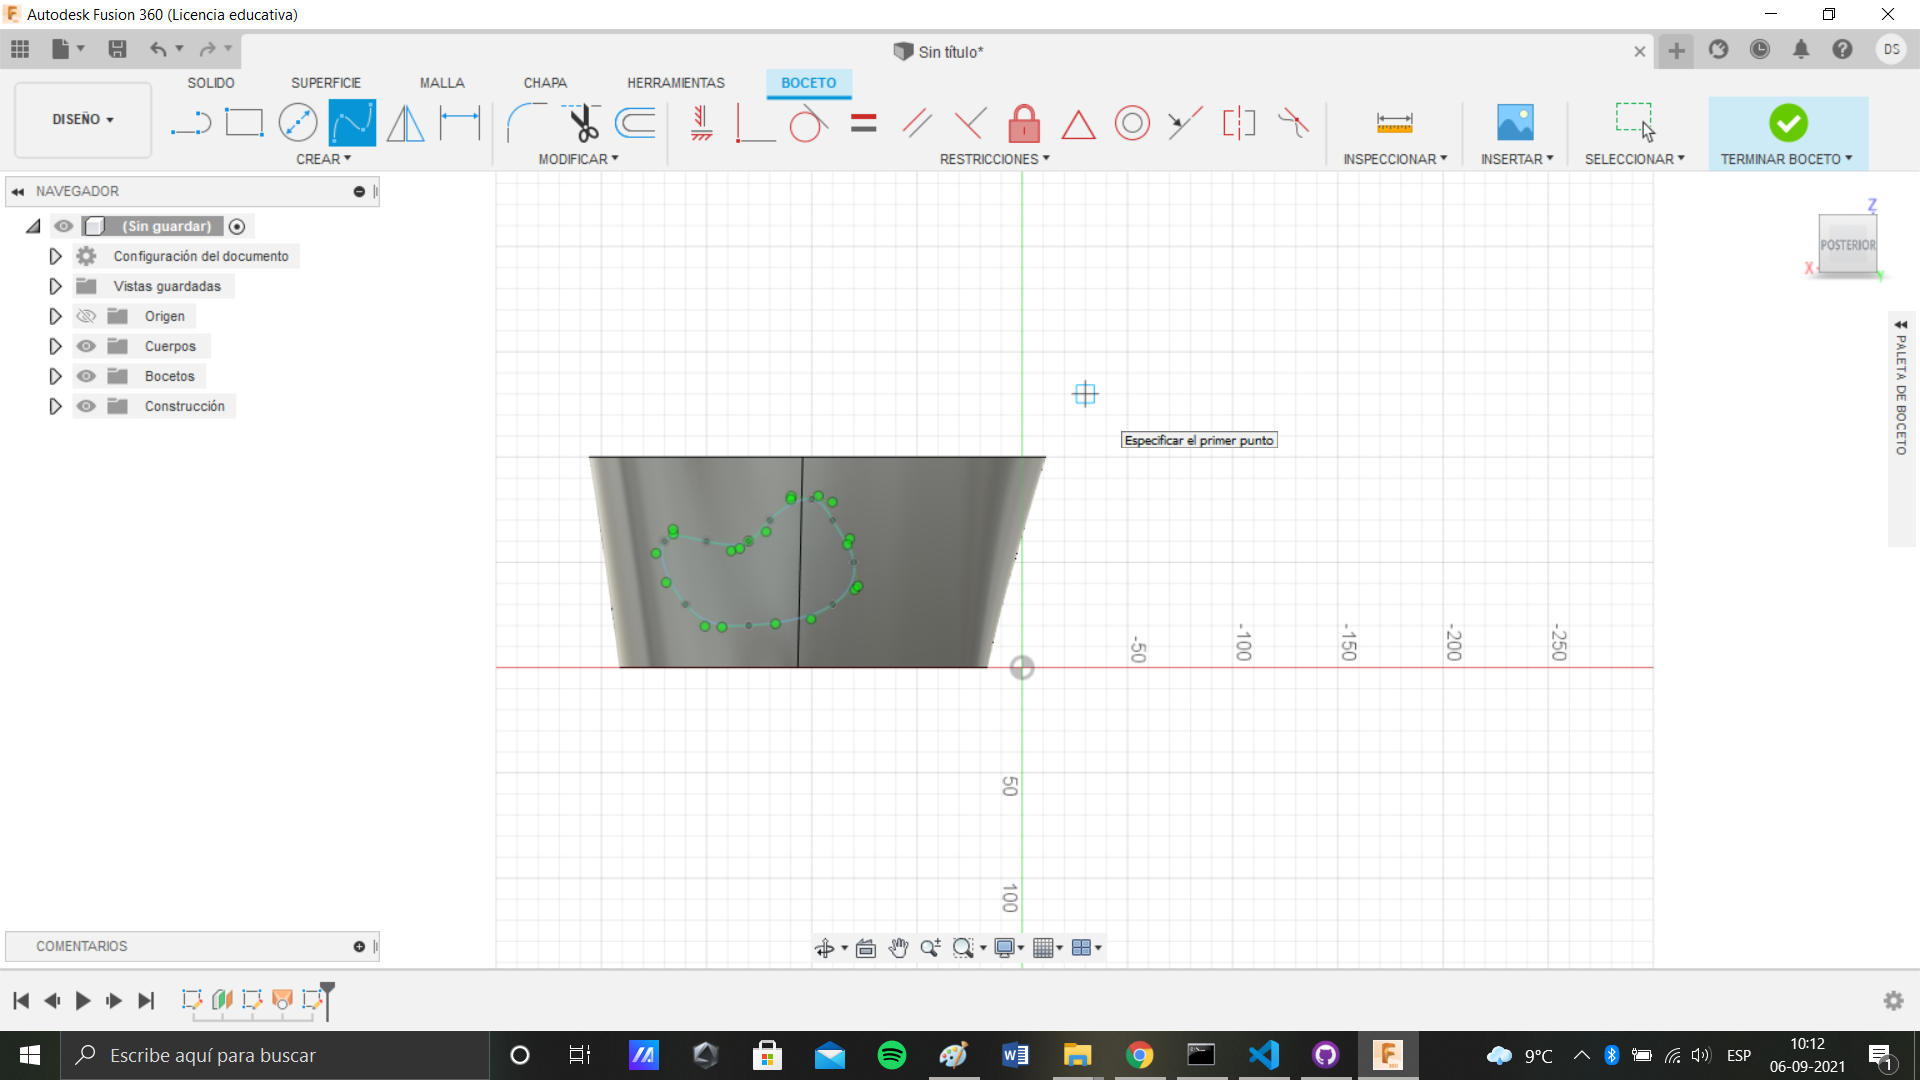 Autodesk Fusion 360 (Licencia educativa)
Sin título*
DS
SOLIDO
SUPERFICIE
MALLA
CHAPA
HERRAMIENTAS
BOCETO
DISEÑO
CREAR
MODIFICAR
RESTRICCIONES
INSPECCIONAR
INSERTAR
SELECCIONAR
TERMINAR BOCETO
NAVEGADOR
(Sin guardar)
Configuración del documento
Vistas guardadas
Origen
Cuerpos
Bocetos
Construcción
Z
POSTERIOR
X
Y
PALETA DE BOCETO
Especificar el primer punto
-50
-100
-150
-200
-250
50
100
COMENTARIOS
Escribe aquí para buscar
9°C
ESP
10:12
06-09-2021
1